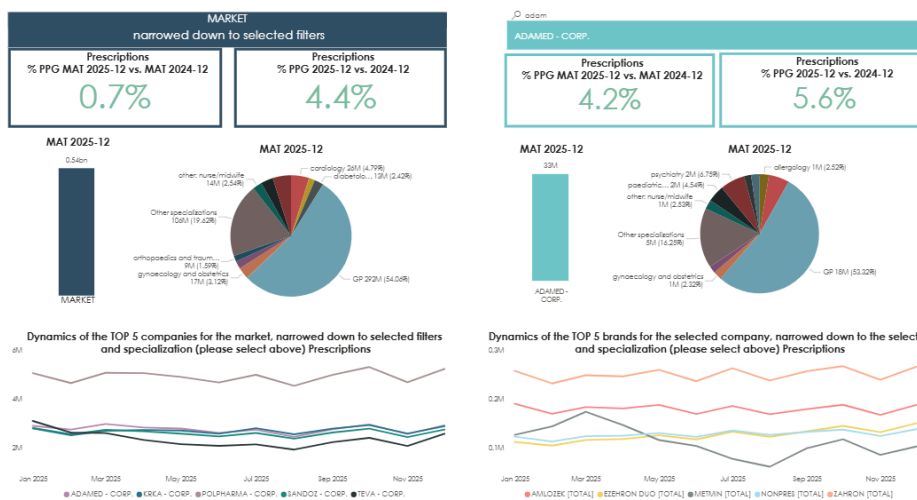 MARKET
narrowed down to selected filters
Prescriptions
% PPG MAT 2025-12 vs. MAT 2024-12
0.7%
Prescriptions
% PPG 2025-12 vs. 2024-12
4.4%
MAT 2025-12
0.54bn
MARKET
MAT 2025-12
cardiology 26M (4.79%)
diabetolo... 13M (2.42%)
other: nurse/midwife
14M (2.54%)
Other specializations
106M (19.62%)
orthopaedics and traum...
9M (1.59%)
gynaecology and obstetrics
17M (3.12%)
GP 292M (54.06%)
Dynamics of the TOP 5 companies for the market, narrowed down to selected filters
and specialization (please select above) Prescriptions
6M
4M
2M
Jan 2025
Mar 2025
May 2025
Jul 2025
Sep 2025
Nov 2025
ADAMED - CORP.
KRKA - CORP.
POLPHARMA - CORP.
SANDOZ - CORP.
TEVA - CORP.
adam
ADAMED - CORP.
Prescriptions
% PPG MAT 2025-12 vs. MAT 2024-12
4.2%
Prescriptions
% PPG 2025-12 vs. 2024-12
5.6%
MAT 2025-12
33M
ADAMED -
CORP.
MAT 2025-12
allergology 1M (2.52%)
psychiatry 2M (6.75%)
paediatric... 2M (4.54%)
other: nurse/midwife
1M (2.53%)
Other specializations
5M (16.25%)
gynaecology and obstetrics
1M (2.32%)
GP 18M (53.32%)
Dynamics of the TOP 5 brands for the selected company, narrowed down to the selec
and specialization (please select above) Prescriptions
0.3M
0.2M
0.1M
Jan 2025
Mar 2025
May 2025
Jul 2025
Sep 2025
Nov 2025
AMLOZEK [TOTAL]
EZEHRON DUO [TOTAL]
METMIN [TOTAL]
NONPRES [TOTAL]
ZAHRON [TOTAL]